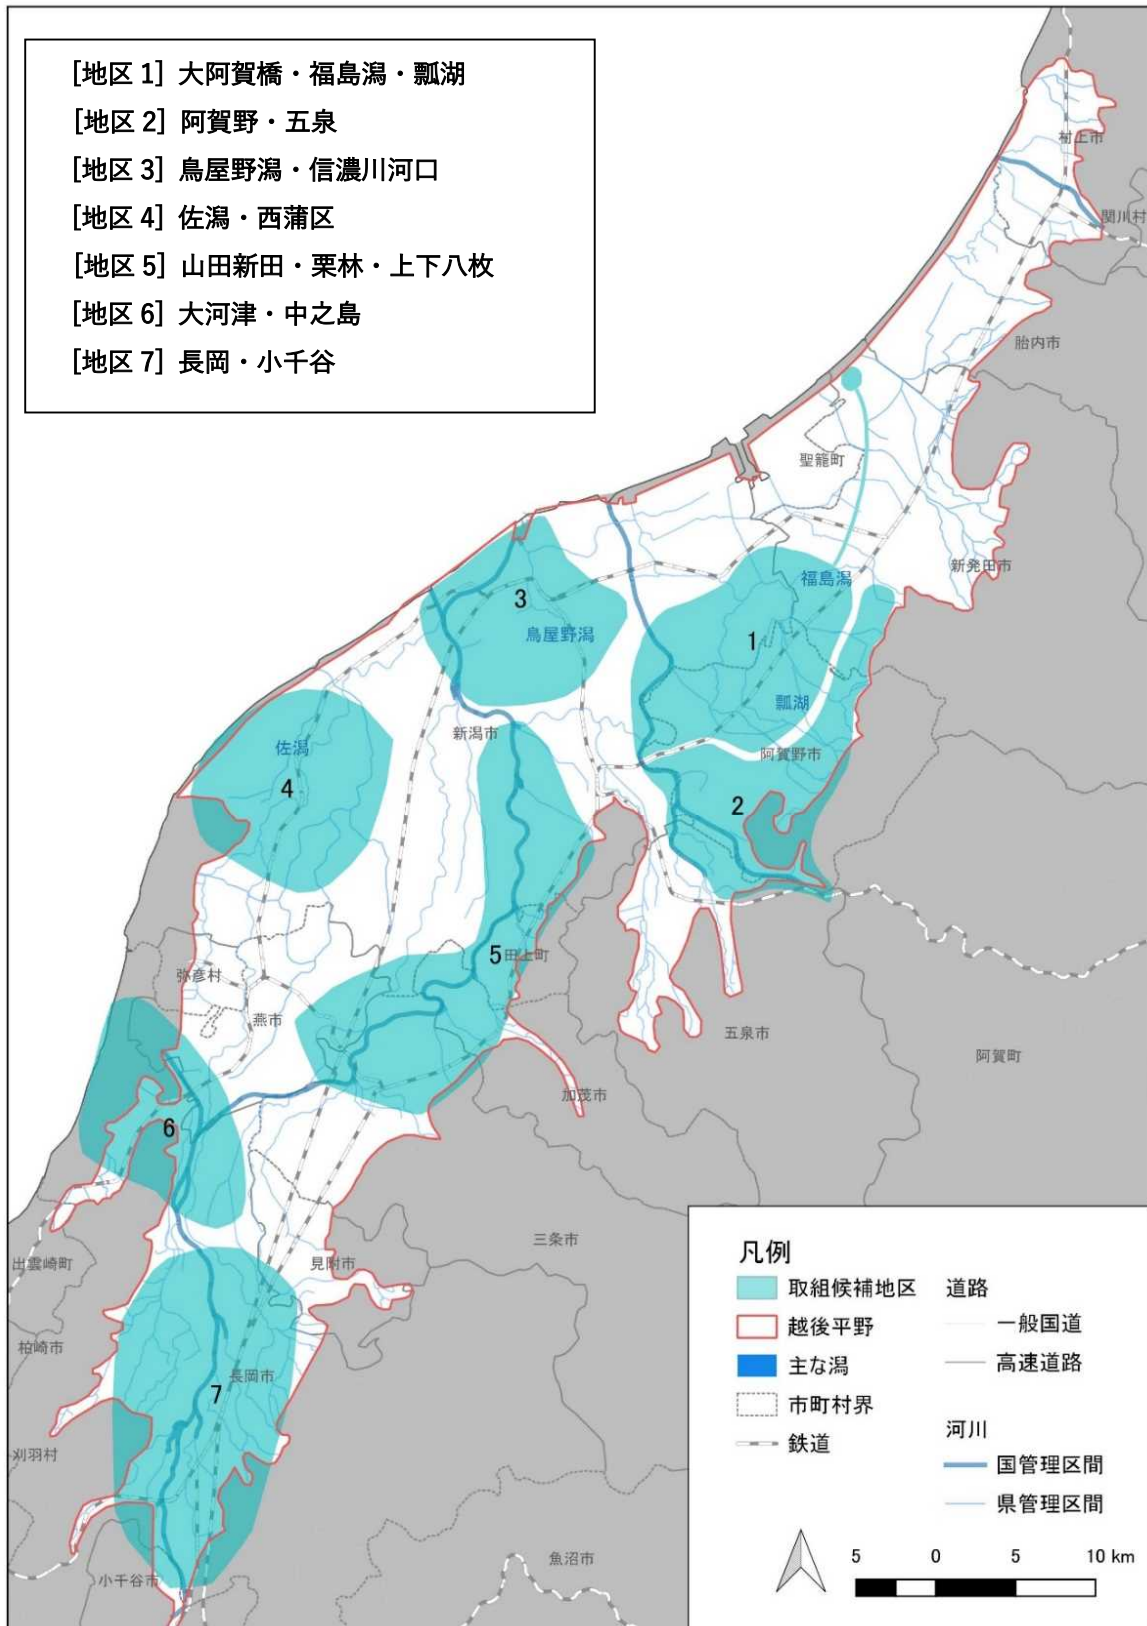 [地区 1] 大阿賀橋・福島潟・瓢湖
[地区 2] 阿賀野・五泉
[地区 3] 鳥屋野潟・信濃川河口
[地区 4] 佐潟・西蒲区
[地区 5] 山田新田・栗林・上下八枚
[地区 6] 大河津・中之島
[地区 7] 長岡・小千谷
村上市
関川村
胎内市
聖籠町
新発田市
福島潟
3
鳥屋野潟
1
瓢湖
新潟市
佐潟
阿賀野市
4
2
5
田上町
弥彦村
燕市
五泉市
阿賀町
加茂市
6
三条市
出雲崎町
見附市
柏崎市
長岡市
7
刈羽村
小千谷市
魚沼市
凡例
取組候補地区
越後平野
主な潟
市町村界
鉄道
道路
一般国道
高速道路
河川
国管理区間
県管理区間
5 0 5 10 km